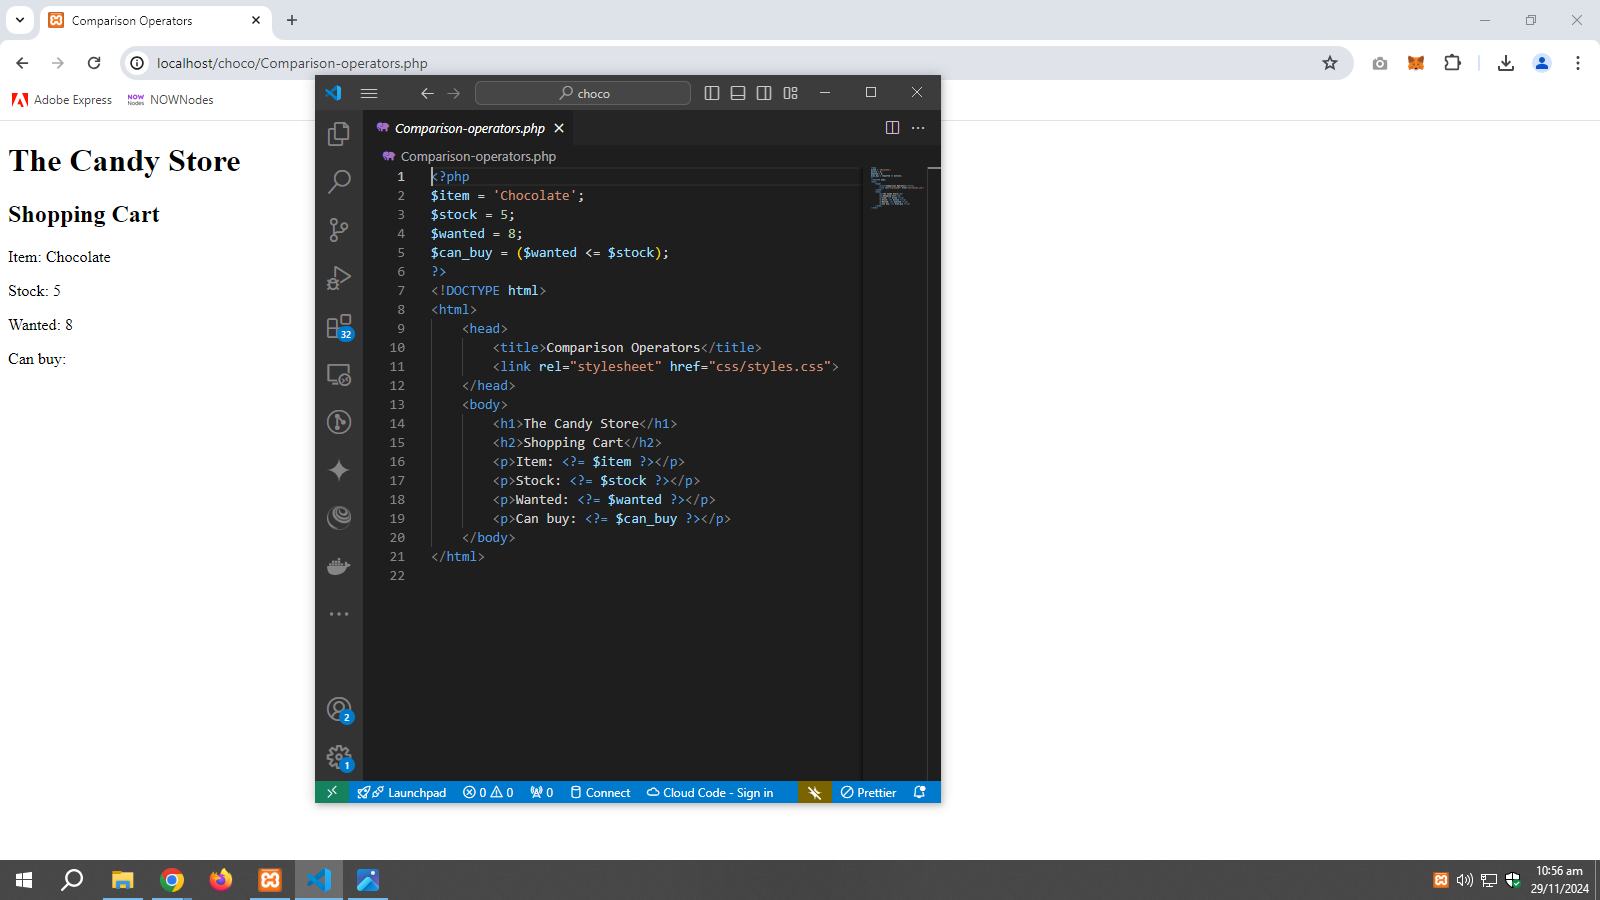 Comparison Operators
localhost/choco/Comparison-operators.php
Adobe Express
NOW
Nodes
NOWNodes
The Candy Store
Shopping Cart
Item: Chocolate
Stock: 5
Wanted: 8
Can buy:
choco
Comparison-operators.php
Comparison-operators.php
1 <?php
2 $item = 'Chocolate';
3 $stock = 5;
4 $wanted = 8;
5 $can_buy = ($wanted <= $stock);
6 ?>
7 <!DOCTYPE html>
8 <html>
9 <head>
10 <title>Comparison Operators</title>
11 <link rel="stylesheet" href="css/styles.css">
12 </head>
13 <body>
14 <h1>The Candy Store</h1>
15 <h2>Shopping Cart</h2>
16 <p>Item: <?= $item ?></p>
17 <p>Stock: <?= $stock ?></p>
18 <p>Wanted: <?= $wanted ?></p>
19 <p>Can buy: <?= $can_buy ?></p>
20 </body>
21 </html>
22
32
2
1
Launchpad 0 0 0 Connect Cloud Code - Sign in Prettier
10:56 am
29/11/2024